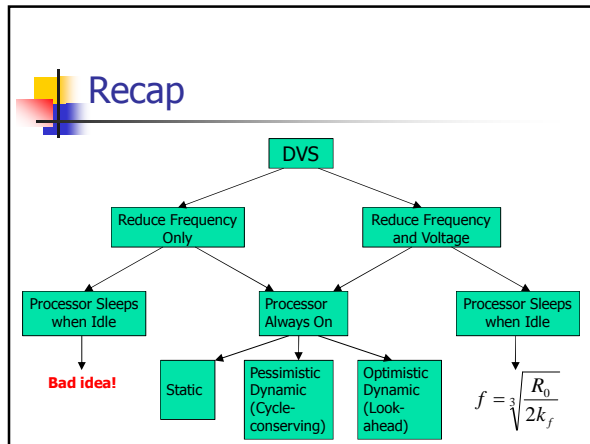 Recap
DVS
Reduce Frequency
Only
Reduce Frequency
and Voltage
Processor Sleeps
when Idle
Processor
Always On
Processor Sleeps
when Idle
Bad idea!
Static
Pessimistic
Dynamic
(Cycle-
conserving)
Optimistic
Dynamic
(Look-
ahead)
f = ∛(R₀ / 2k_f)